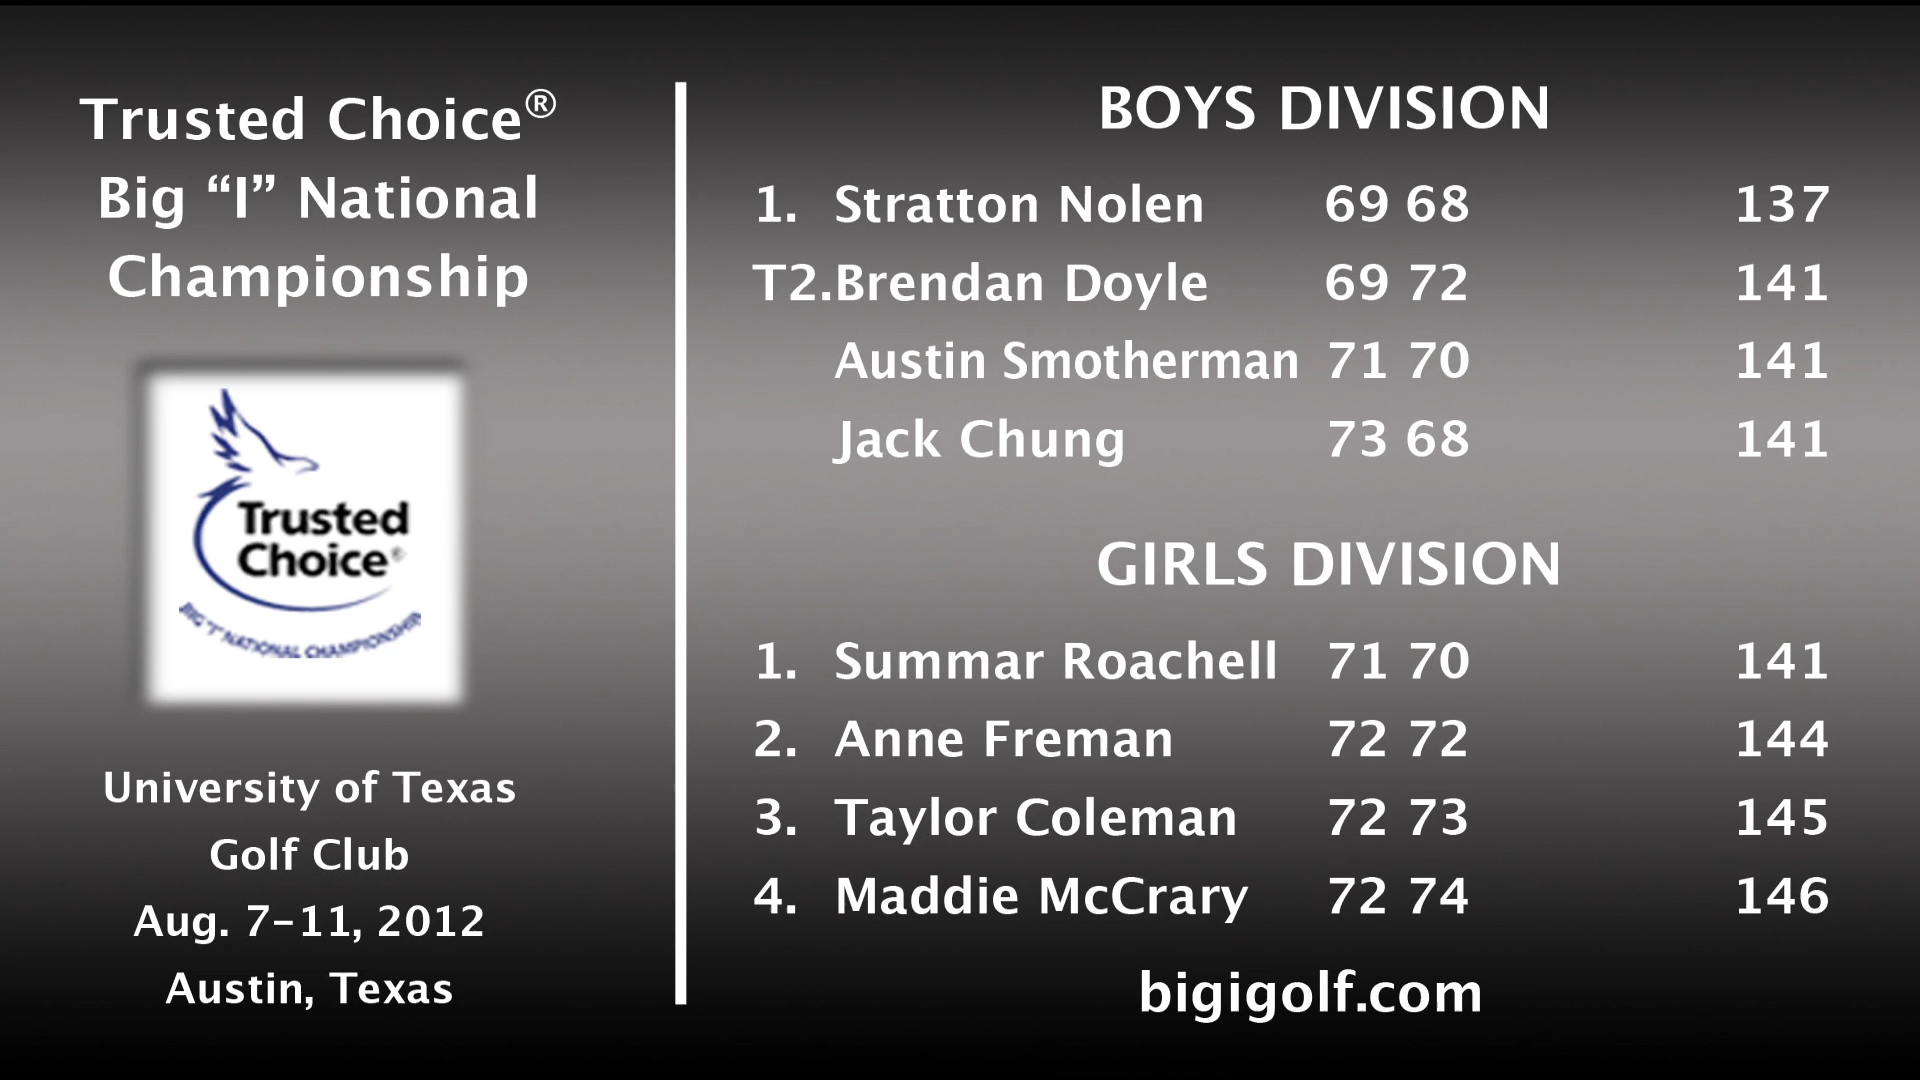 Trusted Choice®
Big “I” National
Championship
Trusted
Choice®
BIG "I" NATIONAL CHAMPIONSHIP
University of Texas
Golf Club
Aug. 7-11, 2012
Austin, Texas
BOYS DIVISION
1. Stratton Nolen 69 68 137
T2.Brendan Doyle 69 72 141
Austin Smotherman 71 70 141
Jack Chung 73 68 141
GIRLS DIVISION
1. Summar Roachell 71 70 141
2. Anne Freman 72 72 144
3. Taylor Coleman 72 73 145
4. Maddie McCrary 72 74 146
bigigolf.com